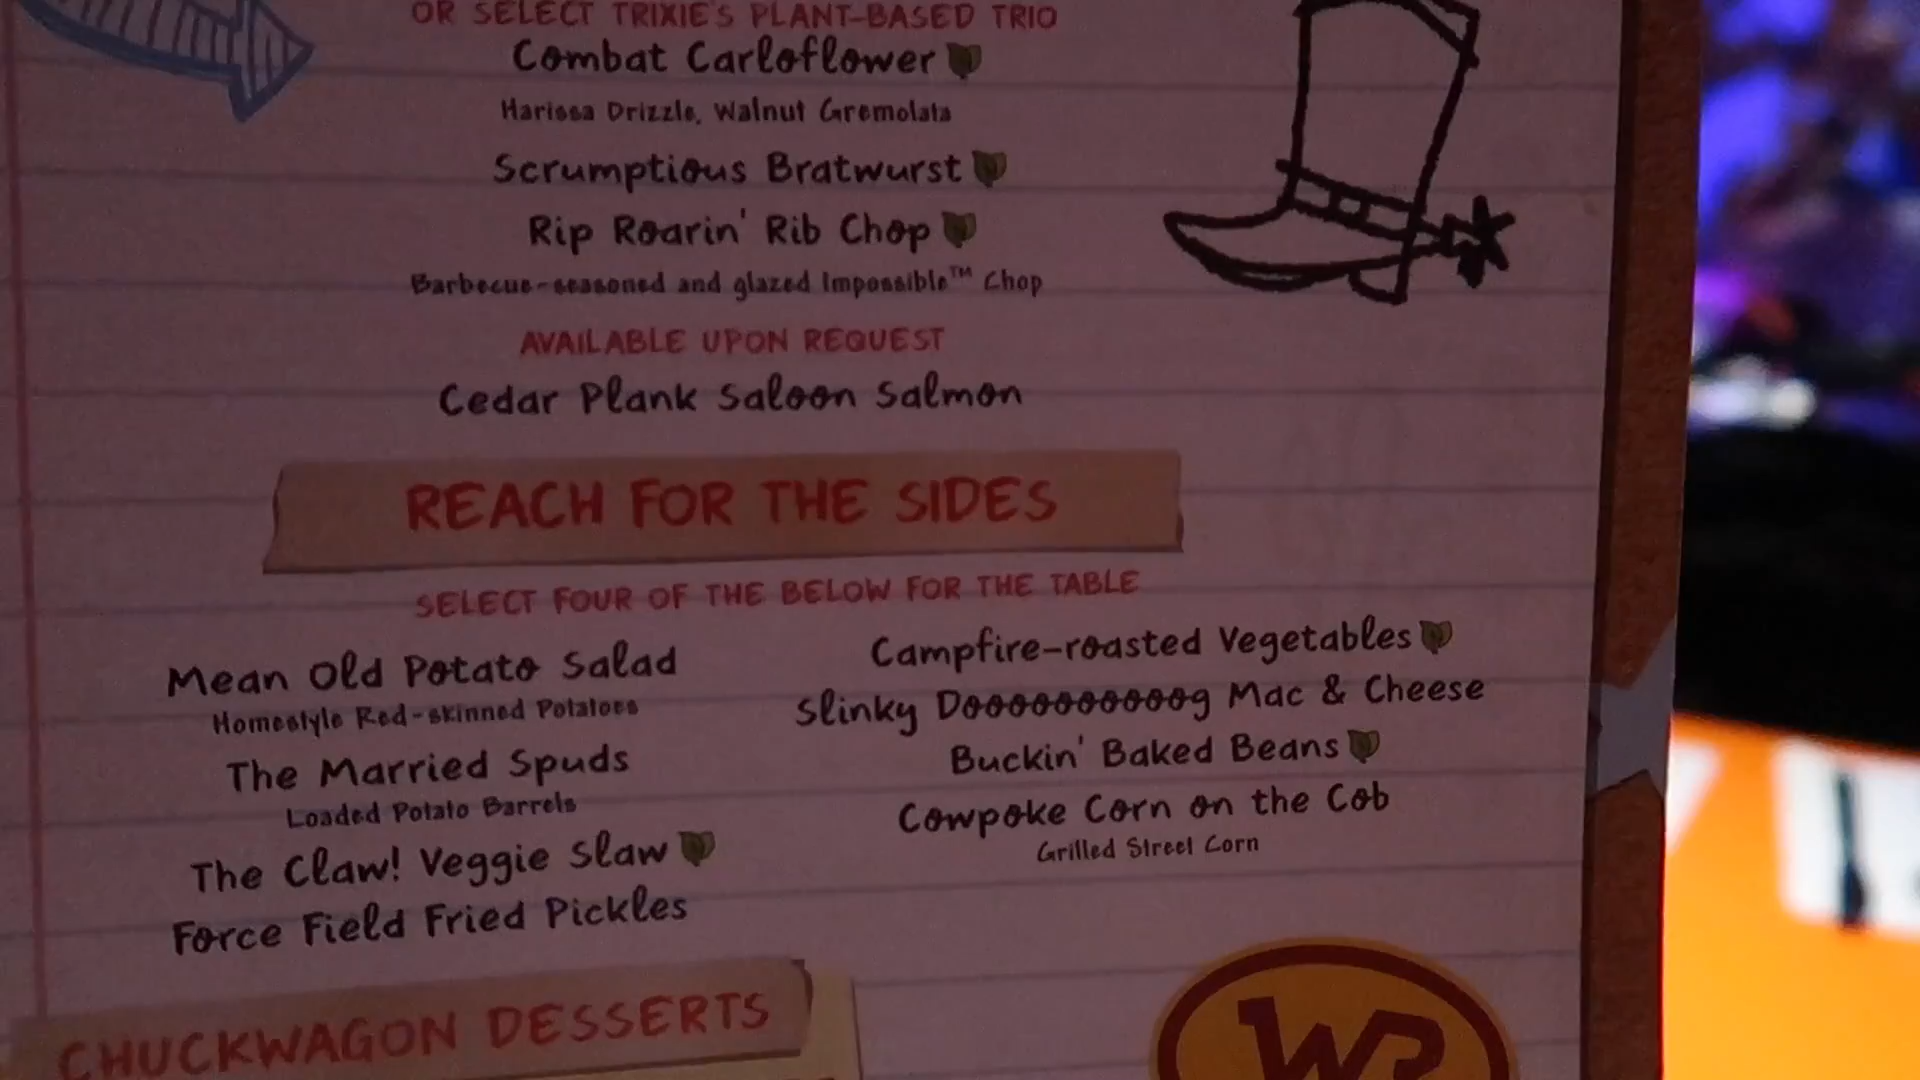 OR SELECT TRIXIE'S PLANT-BASED TRIO
Combat Carloflower
Harissa Drizzle, Walnut Gremolata
Scrumptious Bratwurst
Rip Roarin' Rib Chop
Barbecue-seasoned and glazed Impossible™ Chop
AVAILABLE UPON REQUEST
Cedar Plank Saloon Salmon
REACH FOR THE SIDES
SELECT FOUR OF THE BELOW FOR THE TABLE
Mean Old Potato Salad
Homestyle Red-skinned Potatoes
The Married Spuds
Loaded Potato Barrels
The Claw! Veggie Slaw
Force Field Fried Pickles
Campfire-roasted Vegetables
Slinky Dooooooooooog Mac & Cheese
Buckin' Baked Beans
Cowpoke Corn on the Cob
Grilled Street Corn
CHUCKWAGON DESSERTS